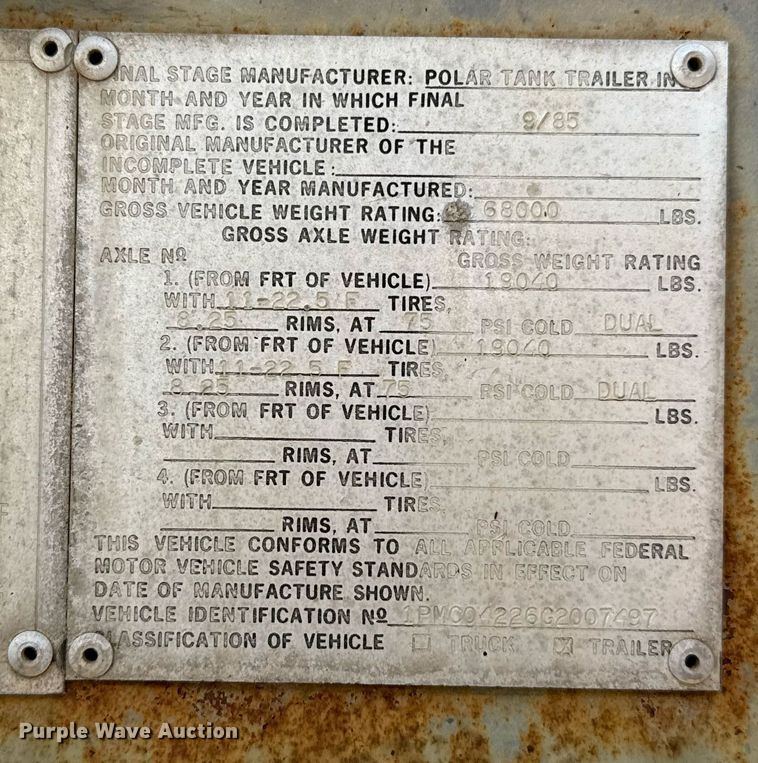 FINAL STAGE MANUFACTURER: POLAR TANK TRAILER INC
MONTH AND YEAR IN WHICH FINAL
STAGE MFG. IS COMPLETED: 9/85
ORIGINAL MANUFACTURER OF THE
INCOMPLETE VEHICLE:
MONTH AND YEAR MANUFACTURED:
GROSS VEHICLE WEIGHT RATING: 68000 LBS.
GROSS AXLE WEIGHT RATING:
AXLE Nº GROSS WEIGHT RATING
1. (FROM FRT OF VEHICLE) 19040 LBS.
WITH 11-22.5 F TIRES,
8.25 RIMS, AT 75 PSI COLD DUAL
2. (FROM FRT OF VEHICLE) 19040 LBS.
WITH 11-22.5 F TIRES,
8.25 RIMS, AT 75 PSI COLD DUAL
3. (FROM FRT OF VEHICLE) LBS.
WITH TIRES,
RIMS, AT PSI COLD
4. (FROM FRT OF VEHICLE) LBS.
WITH TIRES,
RIMS, AT PSI COLD
THIS VEHICLE CONFORMS TO ALL APPLICABLE FEDERAL
MOTOR VEHICLE SAFETY STANDARDS IN EFFECT ON
DATE OF MANUFACTURE SHOWN.
VEHICLE IDENTIFICATION Nº 1PMC04226G2007497
CLASSIFICATION OF VEHICLE TRUCK X TRAILER
Purple Wave Auction